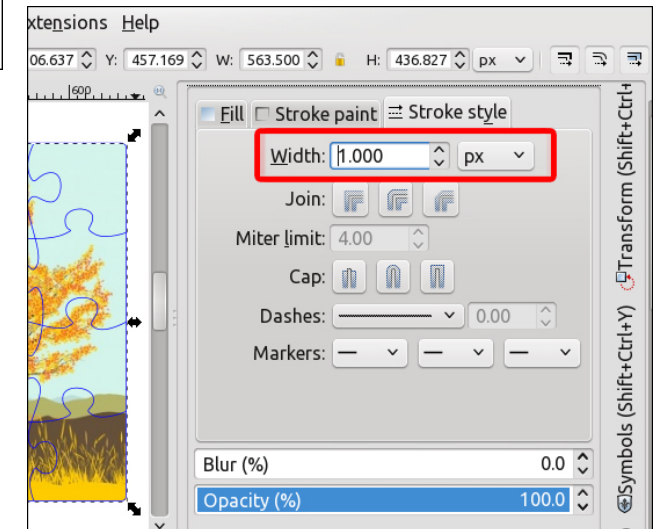 xtensions Help
06.637 Y: 457.169 W: 563.500 H: 436.827 px
600
Fill Stroke paint Stroke style
Width: 1.000 px
Join:
Miter limit: 4.00
Cap:
Dashes: 0.00
Markers:
Blur (%) 0.0
Opacity (%) 100.0
Transform (Shift+Ctrl+
Symbols (Shift+Ctrl+Y)